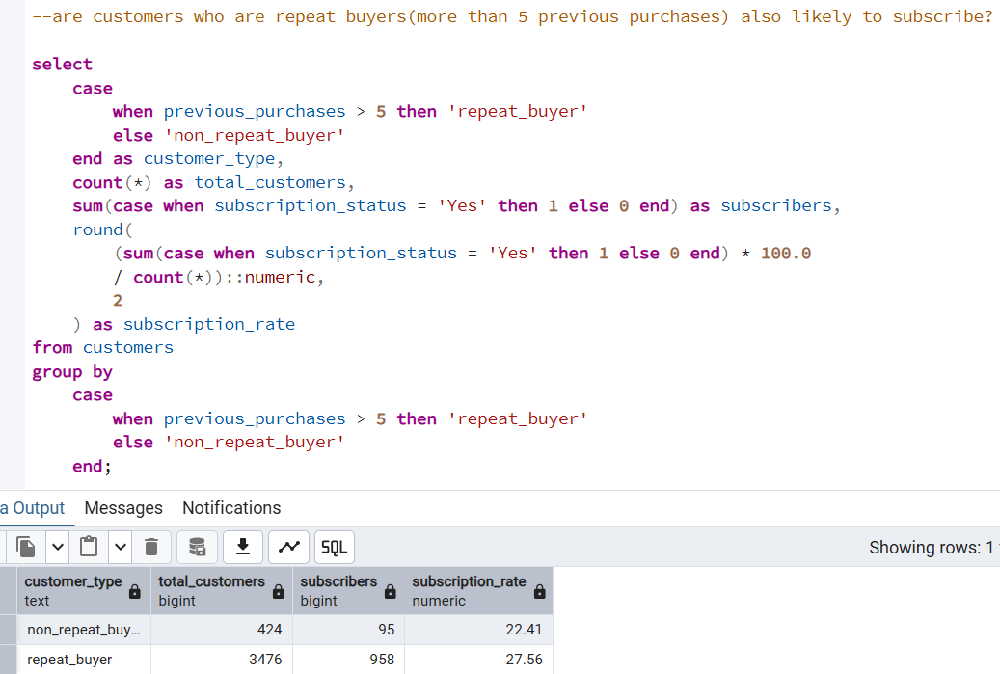 --are customers who are repeat buyers(more than 5 previous purchases) also likely to subscribe?
select
case
when previous_purchases > 5 then 'repeat_buyer'
else 'non_repeat_buyer'
end as customer_type,
count(*) as total_customers,
sum(case when subscription_status = 'Yes' then 1 else 0 end) as subscribers,
round(
(sum(case when subscription_status = 'Yes' then 1 else 0 end) * 100.0
/ count(*))::numeric,
2
) as subscription_rate
from customers
group by
case
when previous_purchases > 5 then 'repeat_buyer'
else 'non_repeat_buyer'
end;
a Output Messages Notifications
SQL Showing rows: 1
customer_type total_customers subscribers subscription_rate
text bigint bigint numeric
non_repeat_buy... 424 95 22.41
repeat_buyer 3476 958 27.56